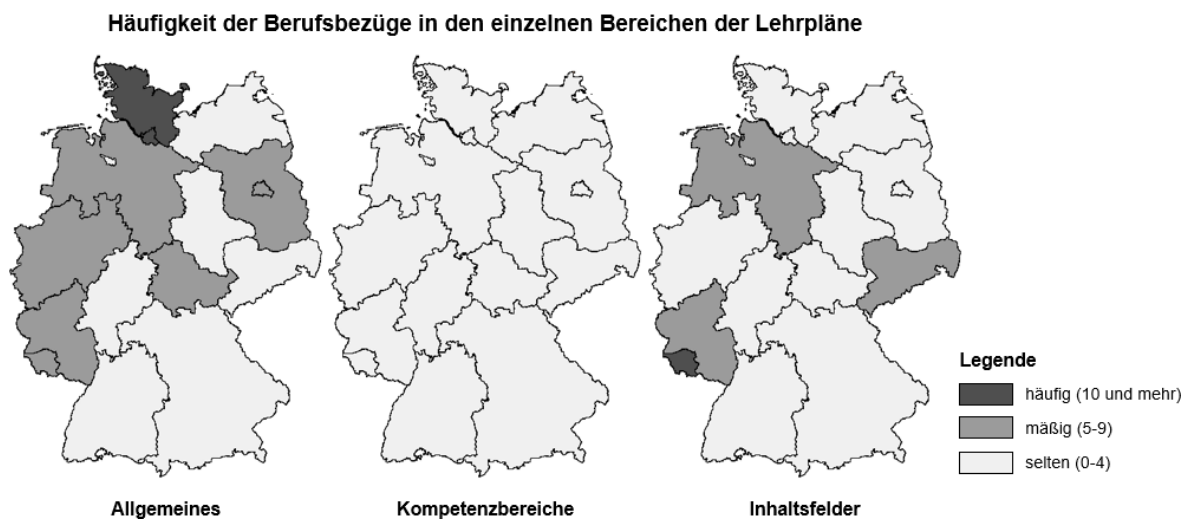 Häufigkeit der Berufsbezüge in den einzelnen Bereichen der Lehrpläne
Legende
häufig (10 und mehr)
mäßig (5-9)
selten (0-4)
Allgemeines
Kompetenzbereiche
Inhaltsfelder